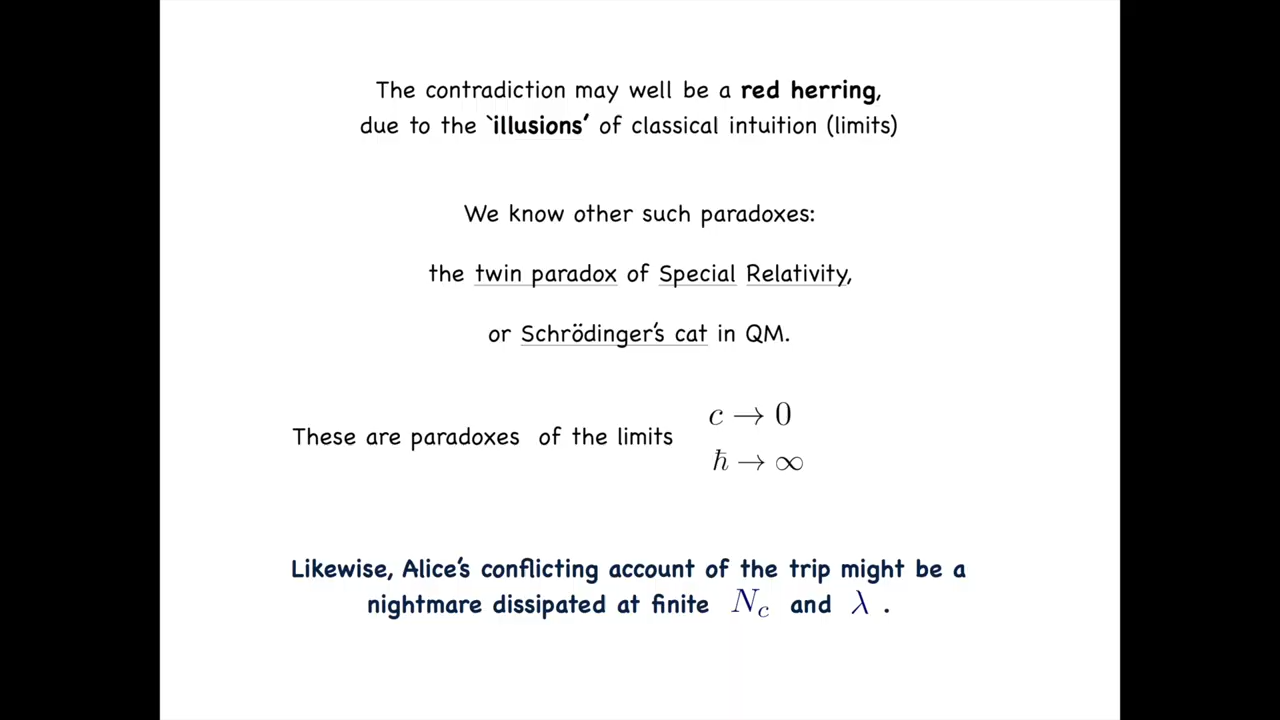 The contradiction may well be a red herring,
due to the `illusions’ of classical intuition (limits)
We know other such paradoxes:
the twin paradox of Special Relativity,
or Schrödinger’s cat in QM.
These are paradoxes of the limits
c → 0
ħ → ∞
Likewise, Alice’s conflicting account of the trip might be a
nightmare dissipated at finite N_c and λ .